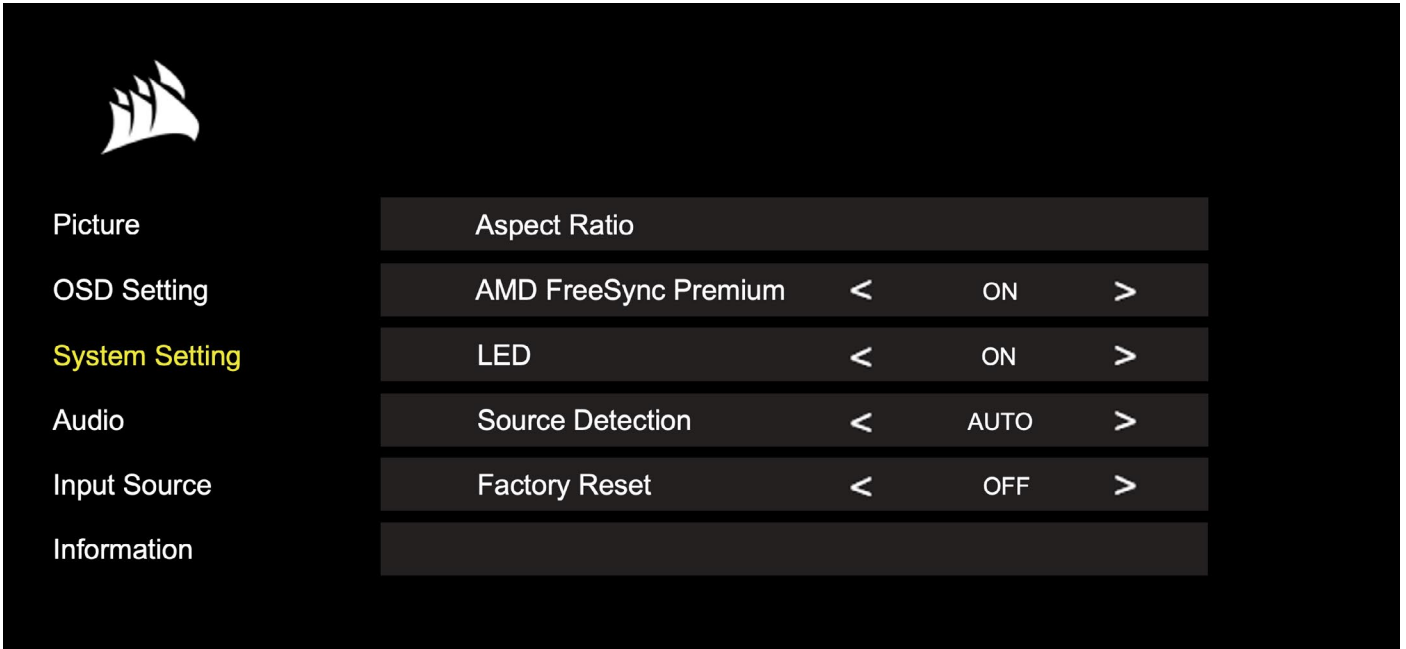 Picture
Aspect Ratio
OSD Setting
AMD FreeSync Premium < ON >
System Setting
LED < ON >
Audio
Source Detection < AUTO >
Input Source
Factory Reset < OFF >
Information